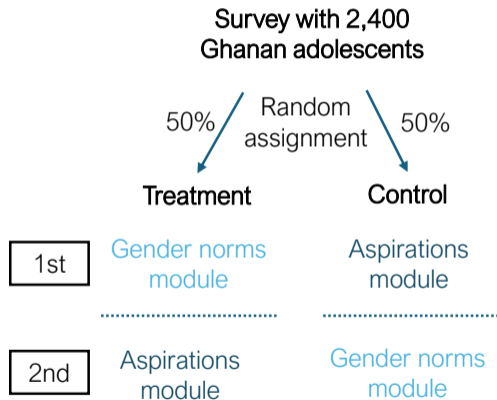 Survey with 2,400
Ghanan adolescents
50%
Random
assignment
50%
Treatment
Control
1st
Gender norms
module
Aspirations
module
2nd
Aspirations
module
Gender norms
module